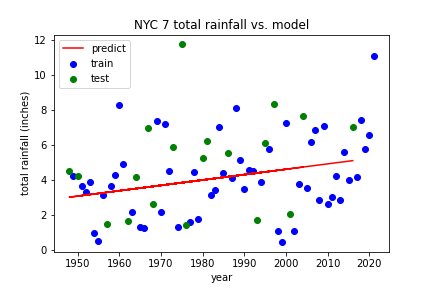 NYC 7 total rainfall vs. model
predict
train
test
12
10
8
6
4
2
0
total rainfall (inches)
1950 1960 1970 1980 1990 2000 2010 2020
year